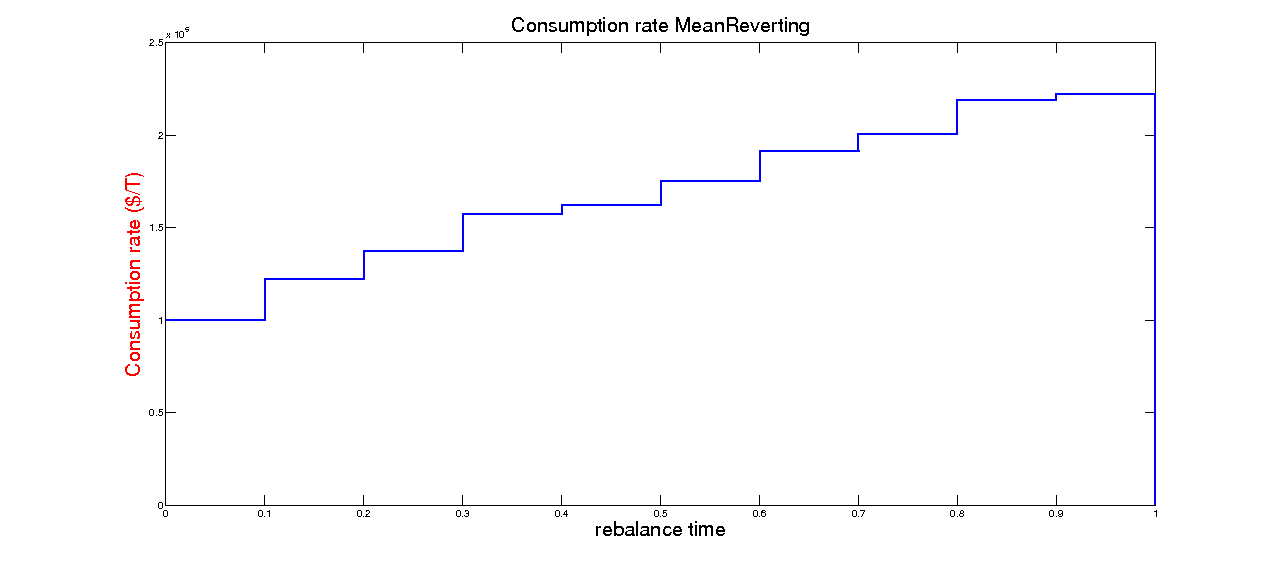 Consumption rate MeanReverting
x 10^5
2.5
2
1.5
1
0.5
0
Consumption rate ($/T)
0 0.1 0.2 0.3 0.4 0.5 0.6 0.7 0.8 0.9 1
rebalance time